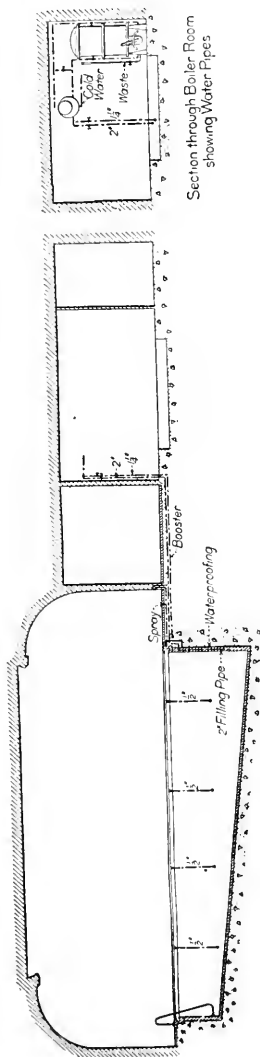 Cold
Water
Waste
2"
1¼"
Section through Boiler Room
showing Water Pipes
2"
1¼"
Booster
Spray
Waterproofing
2" Filling Pipe
1½"
1½"
1½"
1½"